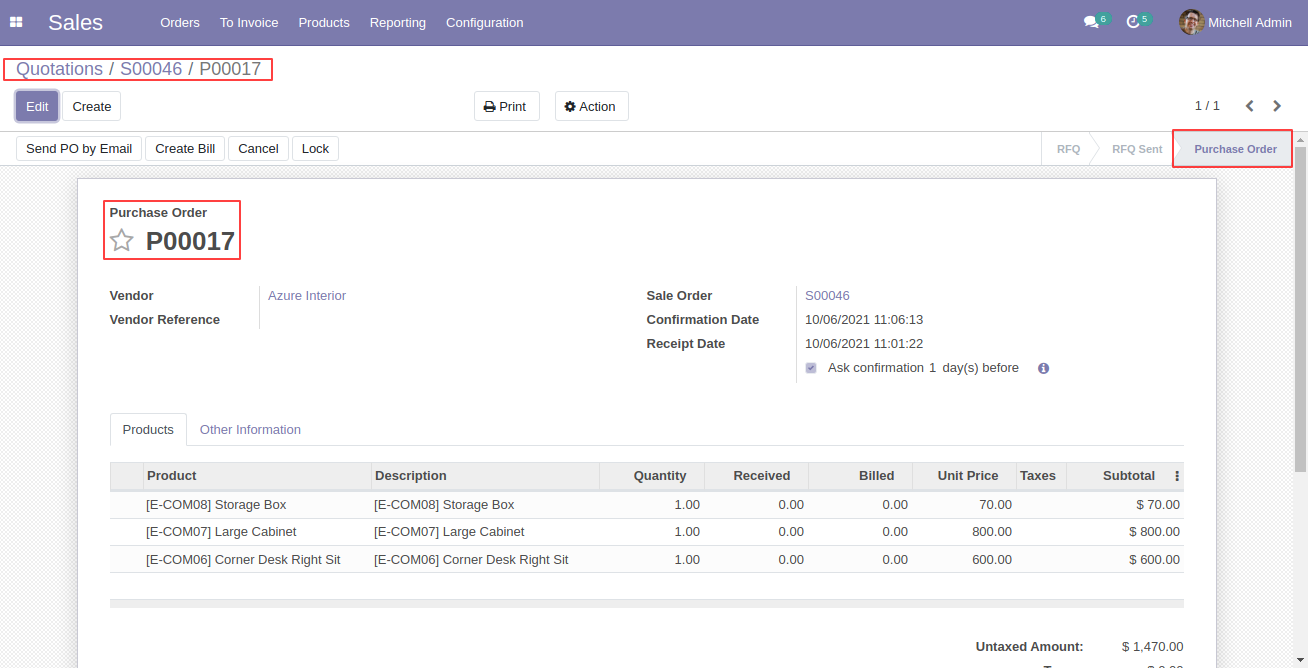 Sales Orders To Invoice Products Reporting Configuration 6 5 Mitchell Admin
Quotations / S00046 / P00017
Edit Create Print Action 1 / 1
Send PO by Email Create Bill Cancel Lock RFQ RFQ Sent Purchase Order
Purchase Order
P00017
Vendor Azure Interior Sale Order S00046
Vendor Reference Confirmation Date 10/06/2021 11:06:13
Receipt Date 10/06/2021 11:01:22
Ask confirmation 1 day(s) before
Products Other Information
Product Description Quantity Received Billed Unit Price Taxes Subtotal
[E-COM08] Storage Box [E-COM08] Storage Box 1.00 0.00 0.00 70.00 $ 70.00
[E-COM07] Large Cabinet [E-COM07] Large Cabinet 1.00 0.00 0.00 800.00 $ 800.00
[E-COM06] Corner Desk Right Sit [E-COM06] Corner Desk Right Sit 1.00 0.00 0.00 600.00 $ 600.00
Untaxed Amount: $ 1,470.00